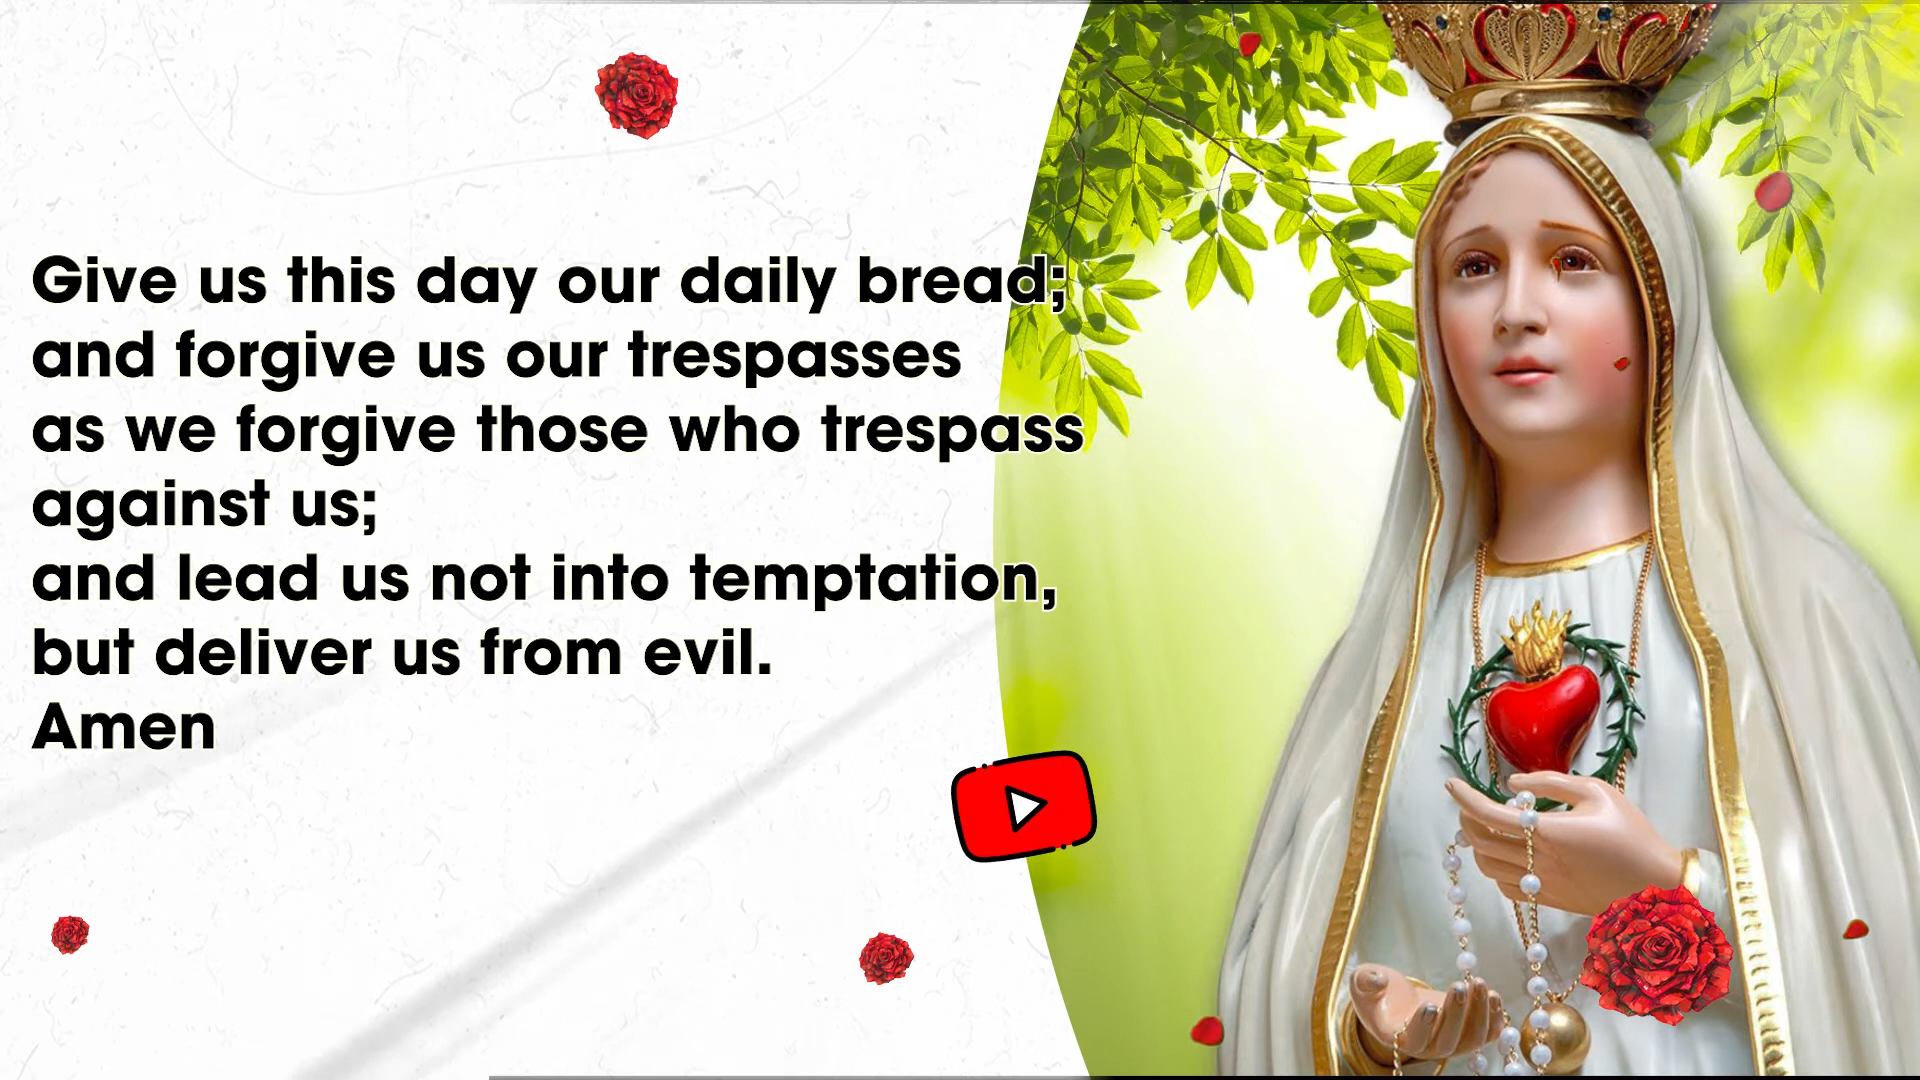 Give us this day our daily bread;
and forgive us our trespasses
as we forgive those who trespass
against us;
and lead us not into temptation,
but deliver us from evil.
Amen